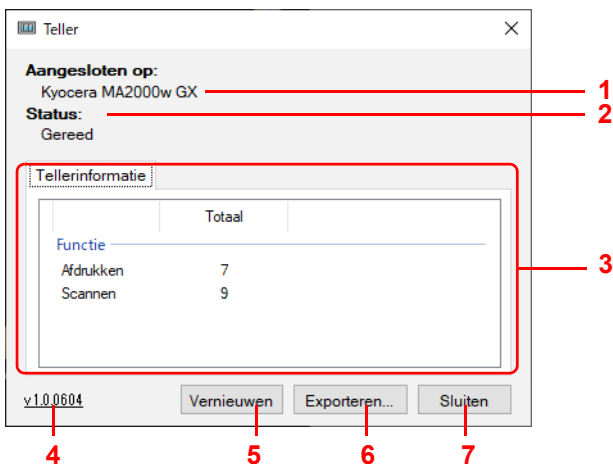 Teller
Aangesloten op:
Kyocera MA2000w GX
1
Status:
2
Gereed
Tellerinformatie
Totaal
Functie
Afdrukken 7
3
Scannen 9
v1.0.0604 Vernieuwen Exporteren... Sluiten
4 5 6 7